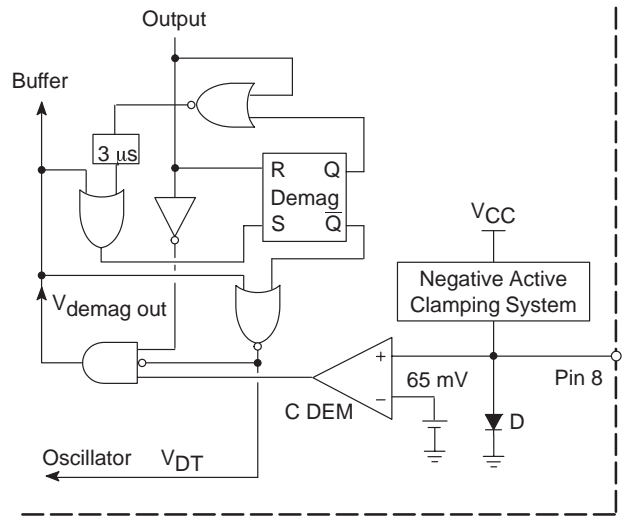 Output
Buffer
3 μs
R Q
Demag
S Q̅
VCC
Negative Active
Clamping System
Vdemag out
+
65 mV
Pin 8
–
C DEM
D
Oscillator VDT